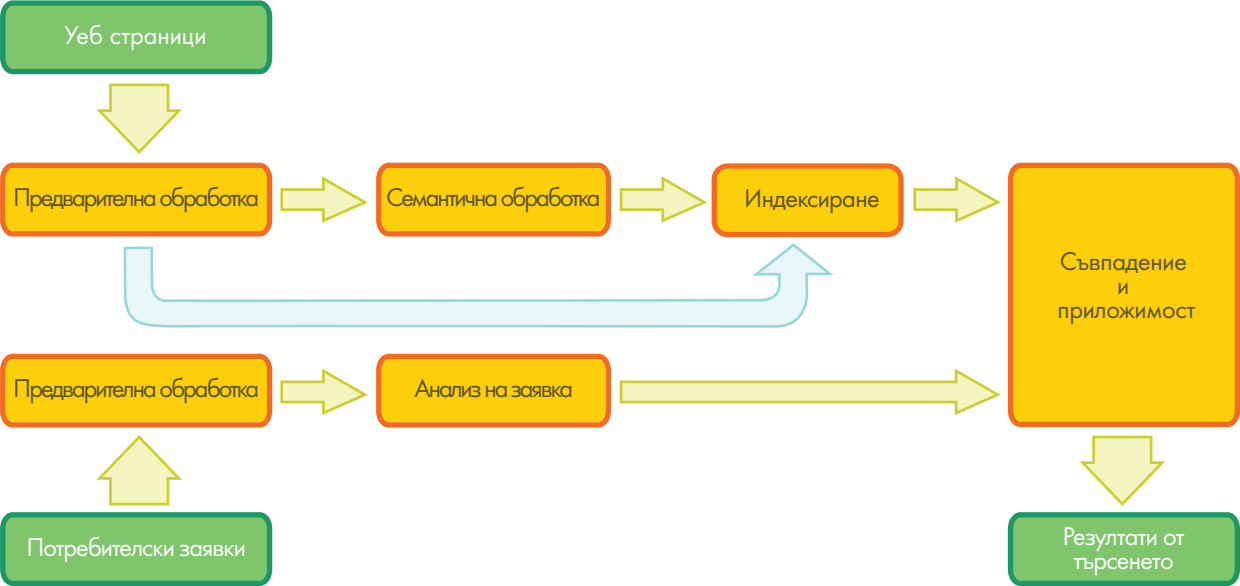 Уеб страници
Предварителна обработка
Семантична обработка
Индексиране
Съвпадение
и
приложимост
Предварителна обработка
Анализ на заявка
Потребителски заявки
Резултати от
търсенето